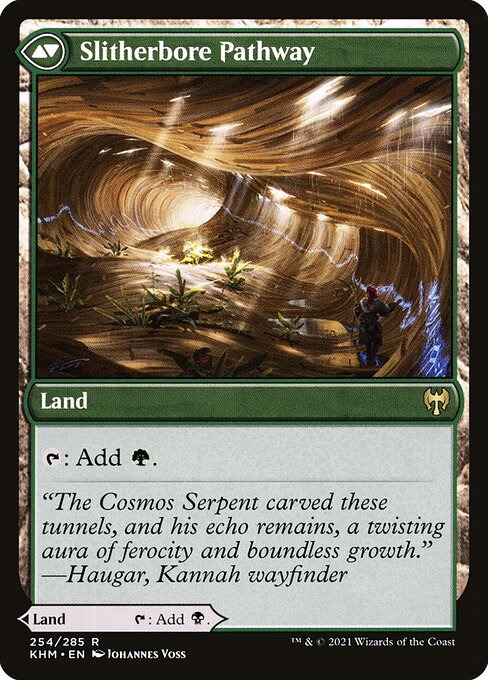 Slitherbore Pathway
Land
: Add .
“The Cosmos Serpent carved these
tunnels, and his echo remains, a twisting
aura of ferocity and boundless growth.”
—Haugar, Kannah wayfinder
Land : Add .
254/285 R
KHM • EN Johannes Voss
™ & © 2021 Wizards of the Coast